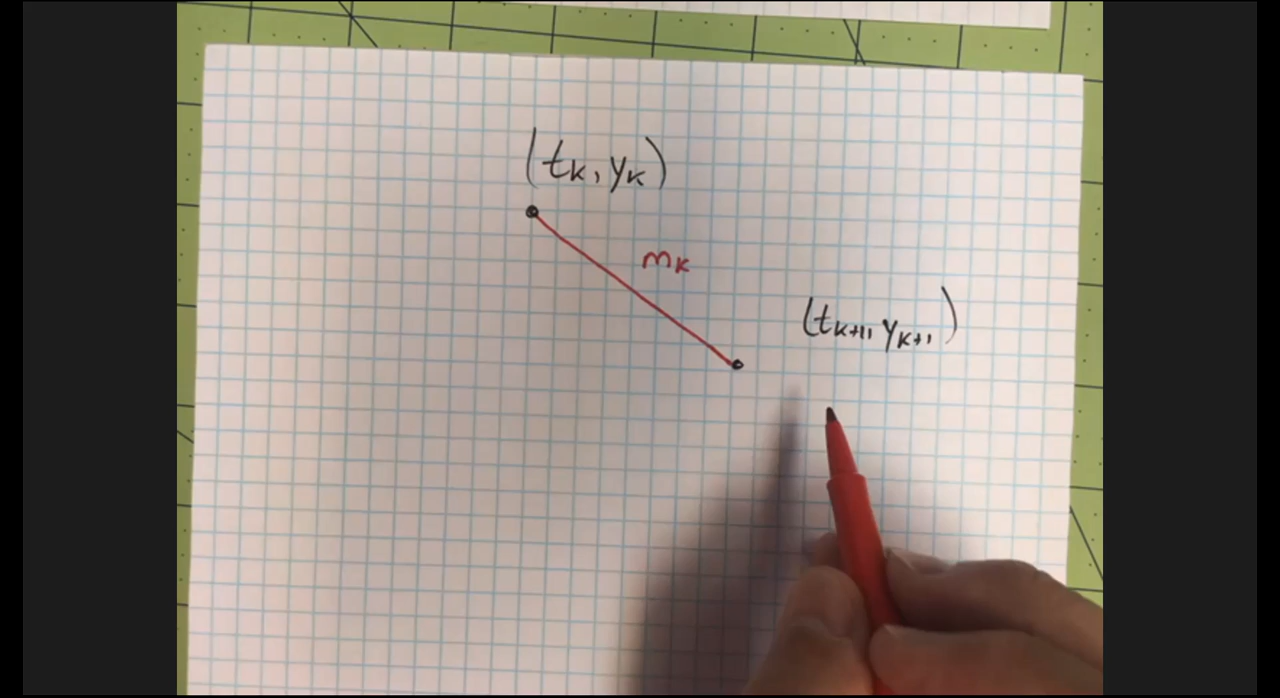 (tₖ, yₖ)
mₖ
(tₖ₊₁, yₖ₊₁)